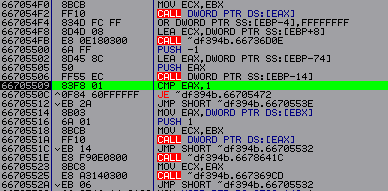 667054F0 8BCB MOV ECX,EBX
667054F2 FF10 CALL DWORD PTR DS:[EAX]
667054F4 834D FC FF OR DWORD PTR SS:[EBP-4],FFFFFFFF
667054F8 8D4D 08 LEA ECX,DWORD PTR SS:[EBP+8]
667054FB E8 0E180300 CALL ~df394b.66736D0E
66705500 6A FF PUSH -1
66705502 8D45 8C LEA EAX,DWORD PTR SS:[EBP-74]
66705505 50 PUSH EAX
66705506 FF55 EC CALL DWORD PTR SS:[EBP-14]
66705509 83F8 01 CMP EAX,1
6670550C ^0F84 60FFFFFF JE ~df394b.66705472
66705512 EB 2A JMP SHORT ~df394b.6670553E
66705514 8B03 MOV EAX,DWORD PTR DS:[EBX]
66705516 6A 01 PUSH 1
66705518 8BCB MOV ECX,EBX
6670551A FF10 CALL DWORD PTR DS:[EAX]
6670551C EB 14 JMP SHORT ~df394b.66705532
6670551E E8 F90E0800 CALL ~df394b.6678641C
66705523 8BC8 MOV ECX,EAX
66705525 E8 A3140300 CALL ~df394b.667369CD
6670552A EB 06 JMP SHORT ~df394b.66705532